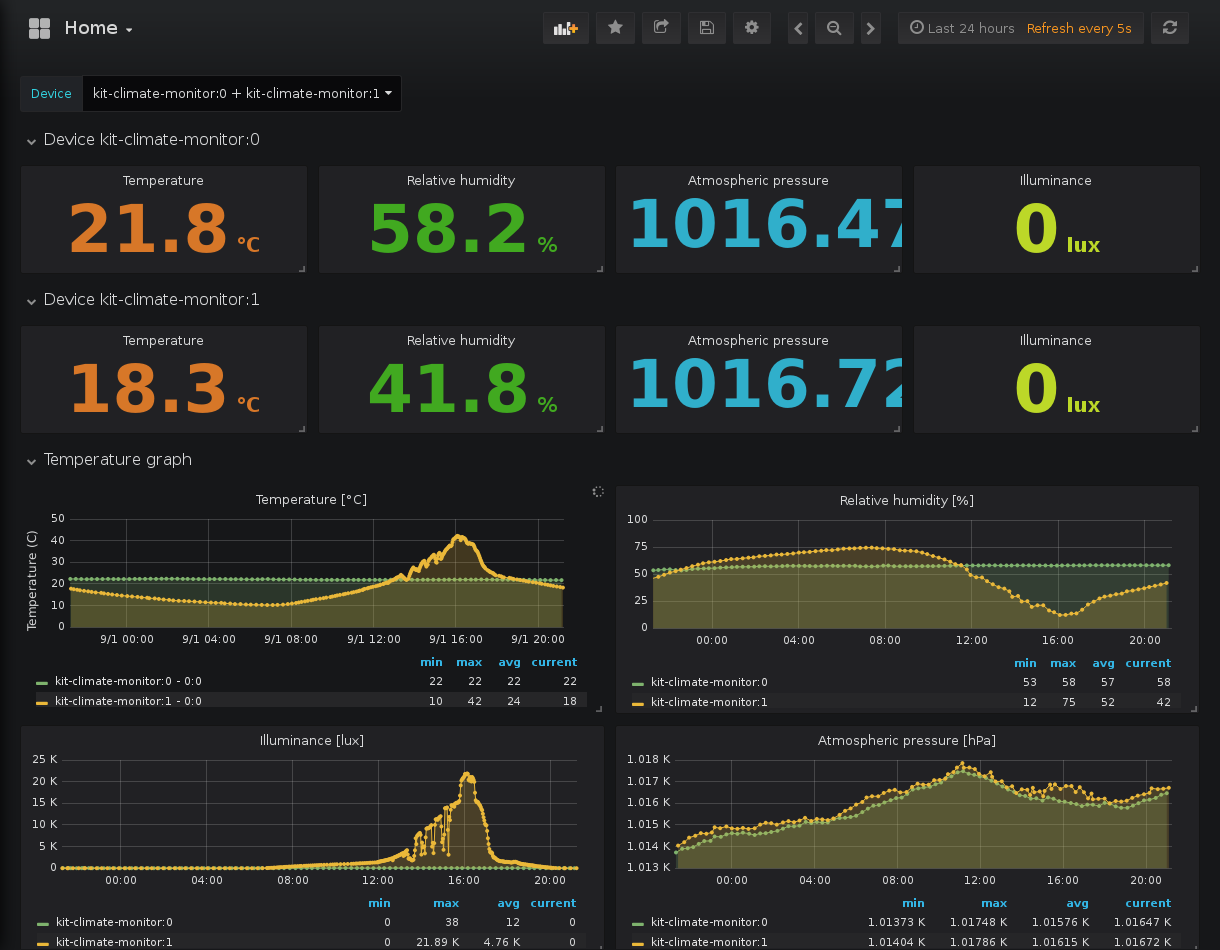 Home
Last 24 hours Refresh every 5s
Device kit-climate-monitor:0 + kit-climate-monitor:1
Device kit-climate-monitor:0
Temperature Relative humidity Atmospheric pressure Illuminance
21.8 °C 58.2 % 1016.47 0 lux
Device kit-climate-monitor:1
Temperature Relative humidity Atmospheric pressure Illuminance
18.3 °C 41.8 % 1016.72 0 lux
Temperature graph
Temperature [°C]
Temperature (C)
50
40
30
20
10
0
9/1 00:00 9/1 04:00 9/1 08:00 9/1 12:00 9/1 16:00 9/1 20:00
min max avg current
kit-climate-monitor:0 - 0:0 22 22 22 22
kit-climate-monitor:1 - 0:0 10 42 24 18
Relative humidity [%]
100
75
50
25
0
00:00 04:00 08:00 12:00 16:00 20:00
min max avg current
kit-climate-monitor:0 53 58 57 58
kit-climate-monitor:1 12 75 52 42
Illuminance [lux]
25 K
20 K
15 K
10 K
5 K
0
00:00 04:00 08:00 12:00 16:00 20:00
min max avg current
kit-climate-monitor:0 0 38 12 0
kit-climate-monitor:1 0 21.89 K 4.76 K 0
Atmospheric pressure [hPa]
1.018 K
1.017 K
1.016 K
1.015 K
1.014 K
1.013 K
00:00 04:00 08:00 12:00 16:00 20:00
min max avg current
kit-climate-monitor:0 1.01373 K 1.01748 K 1.01576 K 1.01647 K
kit-climate-monitor:1 1.01404 K 1.01786 K 1.01615 K 1.01672 K